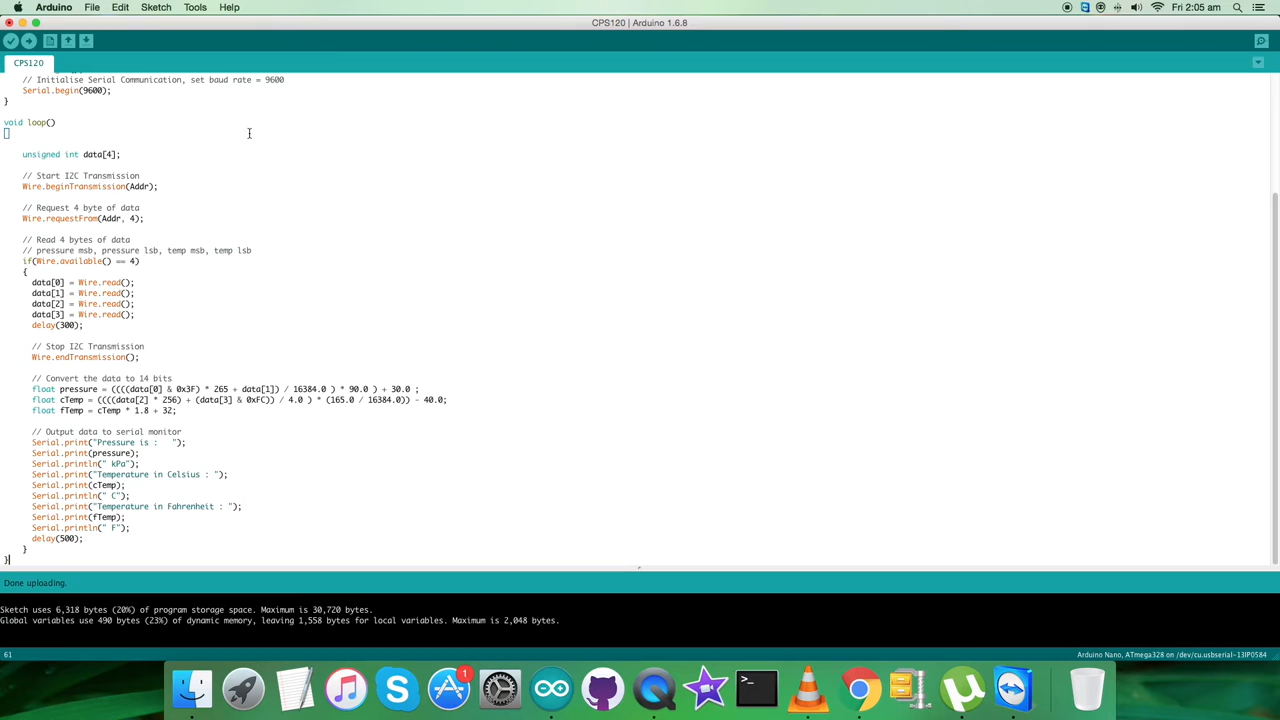 Arduino File Edit Sketch Tools Help Fri 2:05 am
CPS120 | Arduino 1.6.8
CPS120
// Initialise Serial Communication, set baud rate = 9600
Serial.begin(9600);
}
void loop()
{
unsigned int data[4];
// Start I2C Transmission
Wire.beginTransmission(Addr);
// Request 4 byte of data
Wire.requestFrom(Addr, 4);
// Read 4 bytes of data
// pressure msb, pressure lsb, temp msb, temp lsb
if(Wire.available() == 4)
{
data[0] = Wire.read();
data[1] = Wire.read();
data[2] = Wire.read();
data[3] = Wire.read();
delay(300);
// Stop I2C Transmission
Wire.endTransmission();
// Convert the data to 14 bits
float pressure = ((((data[0] & 0x3F) * 265 + data[1]) / 16384.0 ) * 90.0 ) + 30.0 ;
float cTemp = ((((data[2] * 256) + (data[3] & 0xFC)) / 4.0 ) * (165.0 / 16384.0)) - 40.0;
float fTemp = cTemp * 1.8 + 32;
// Output data to serial monitor
Serial.print("Pressure is :   ");
Serial.print(pressure);
Serial.println(" kPa");
Serial.print("Temperature in Celsius : ");
Serial.print(cTemp);
Serial.println(" C");
Serial.print("Temperature in Fahrenheit : ");
Serial.print(fTemp);
Serial.println(" F");
delay(500);
}
}
Done uploading.
Sketch uses 6,318 bytes (20%) of program storage space. Maximum is 30,720 bytes.
Global variables use 490 bytes (23%) of dynamic memory, leaving 1,558 bytes for local variables. Maximum is 2,048 bytes.
61 Arduino Nano, ATmega328 on /dev/cu.usbserial-13IP0584
1